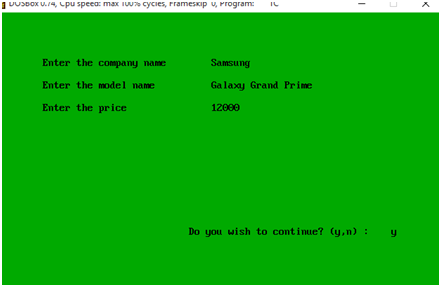 DOSBox 0.74, Cpu speed: max 100% cycles, Frameskip 0, Program: TC
Enter the company name Samsung
Enter the model name Galaxy Grand Prime
Enter the price 12000
Do you wish to continue? (y,n) : y